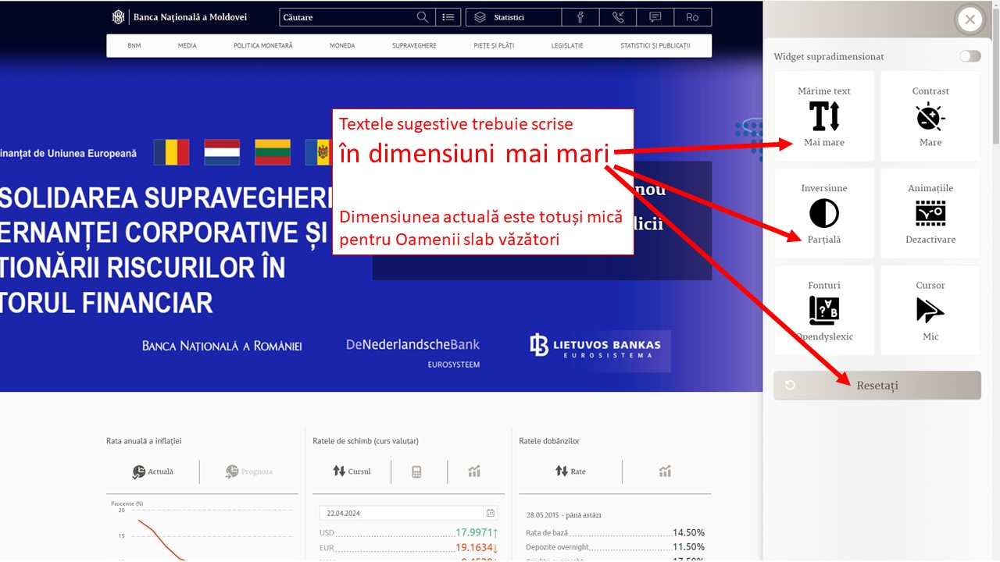 Banca Națională a Moldovei
Căutare
Statistici
Ro
BNM MEDIA POLITICA MONETARĂ MONEDA SUPRAVEGHERE PIEȚE ȘI PLĂȚI LEGISLAȚIE STATISTICI ȘI PUBLICAȚII
inanțat de Uniunea Europeană
SOLIDAREA SUPRAVEGHERI
ERNANȚEI CORPORATIVE ȘI
TIONĂRII RISCURILOR ÎN
TORUL FINANCIAR
nou
licii
BANCA NAȚIONALĂ A ROMÂNIEI
DeNederlandscheBank
EUROSYSTEEM
LIETUVOS BANKAS
EUROSISTEMA
Textele sugestive trebuie scrise
în dimensiuni mai mari
Dimensiunea actuală este totuși mică
pentru Oamenii slab văzători
Widget supradimensionat
Mărime text
Mai mare
Contrast
Mare
Inversiune
Parțială
Animațiile
Dezactivare
Fonturi
Opendyslexic
Cursor
Mic
Resetați
Rata anuală a inflației
Actuală
Prognoza
Procente (%)
20
15
Ratele de schimb (curs valutar)
Cursul
22.04.2024
USD 17.9971↑
EUR 19.1634↓
Ratele dobânzilor
Rate
28.05.2015 - până astăzi
Rata de bază 14.50%
Depozite overnight 11.50%